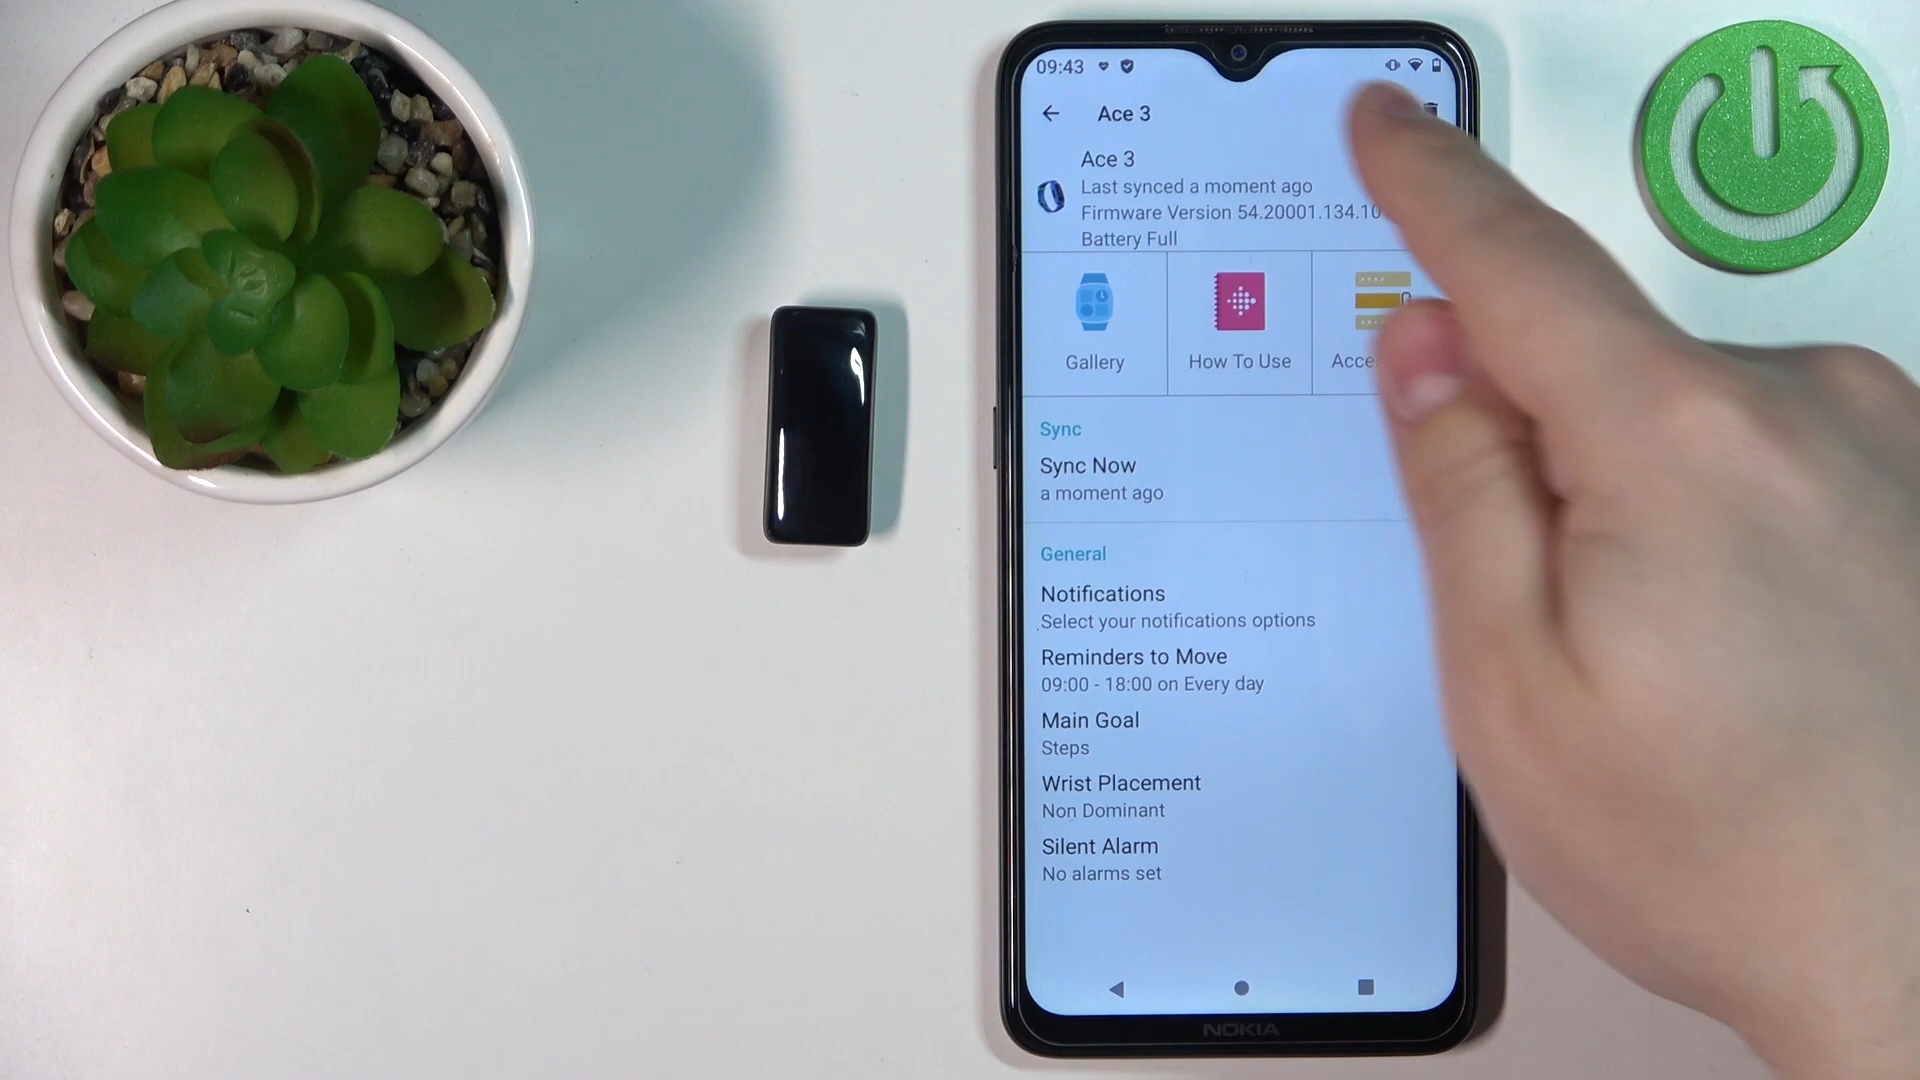 09:43
Ace 3
Ace 3
Last synced a moment ago
Firmware Version 54.20001.134.10
Battery Full
Gallery
How To Use
Sync
Sync Now
a moment ago
General
Notifications
Select your notifications options
Reminders to Move
09:00 - 18:00 on Every day
Main Goal
Steps
Wrist Placement
Non Dominant
Silent Alarm
No alarms set
NOKIA